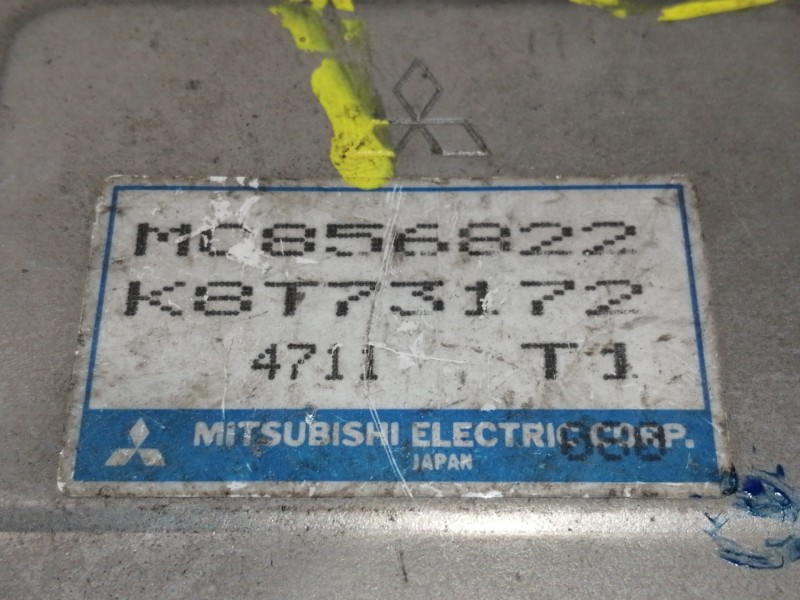 MC856822
K8T73172
4711 T1
MITSUBISHI ELECTRIC CORP.
JAPAN